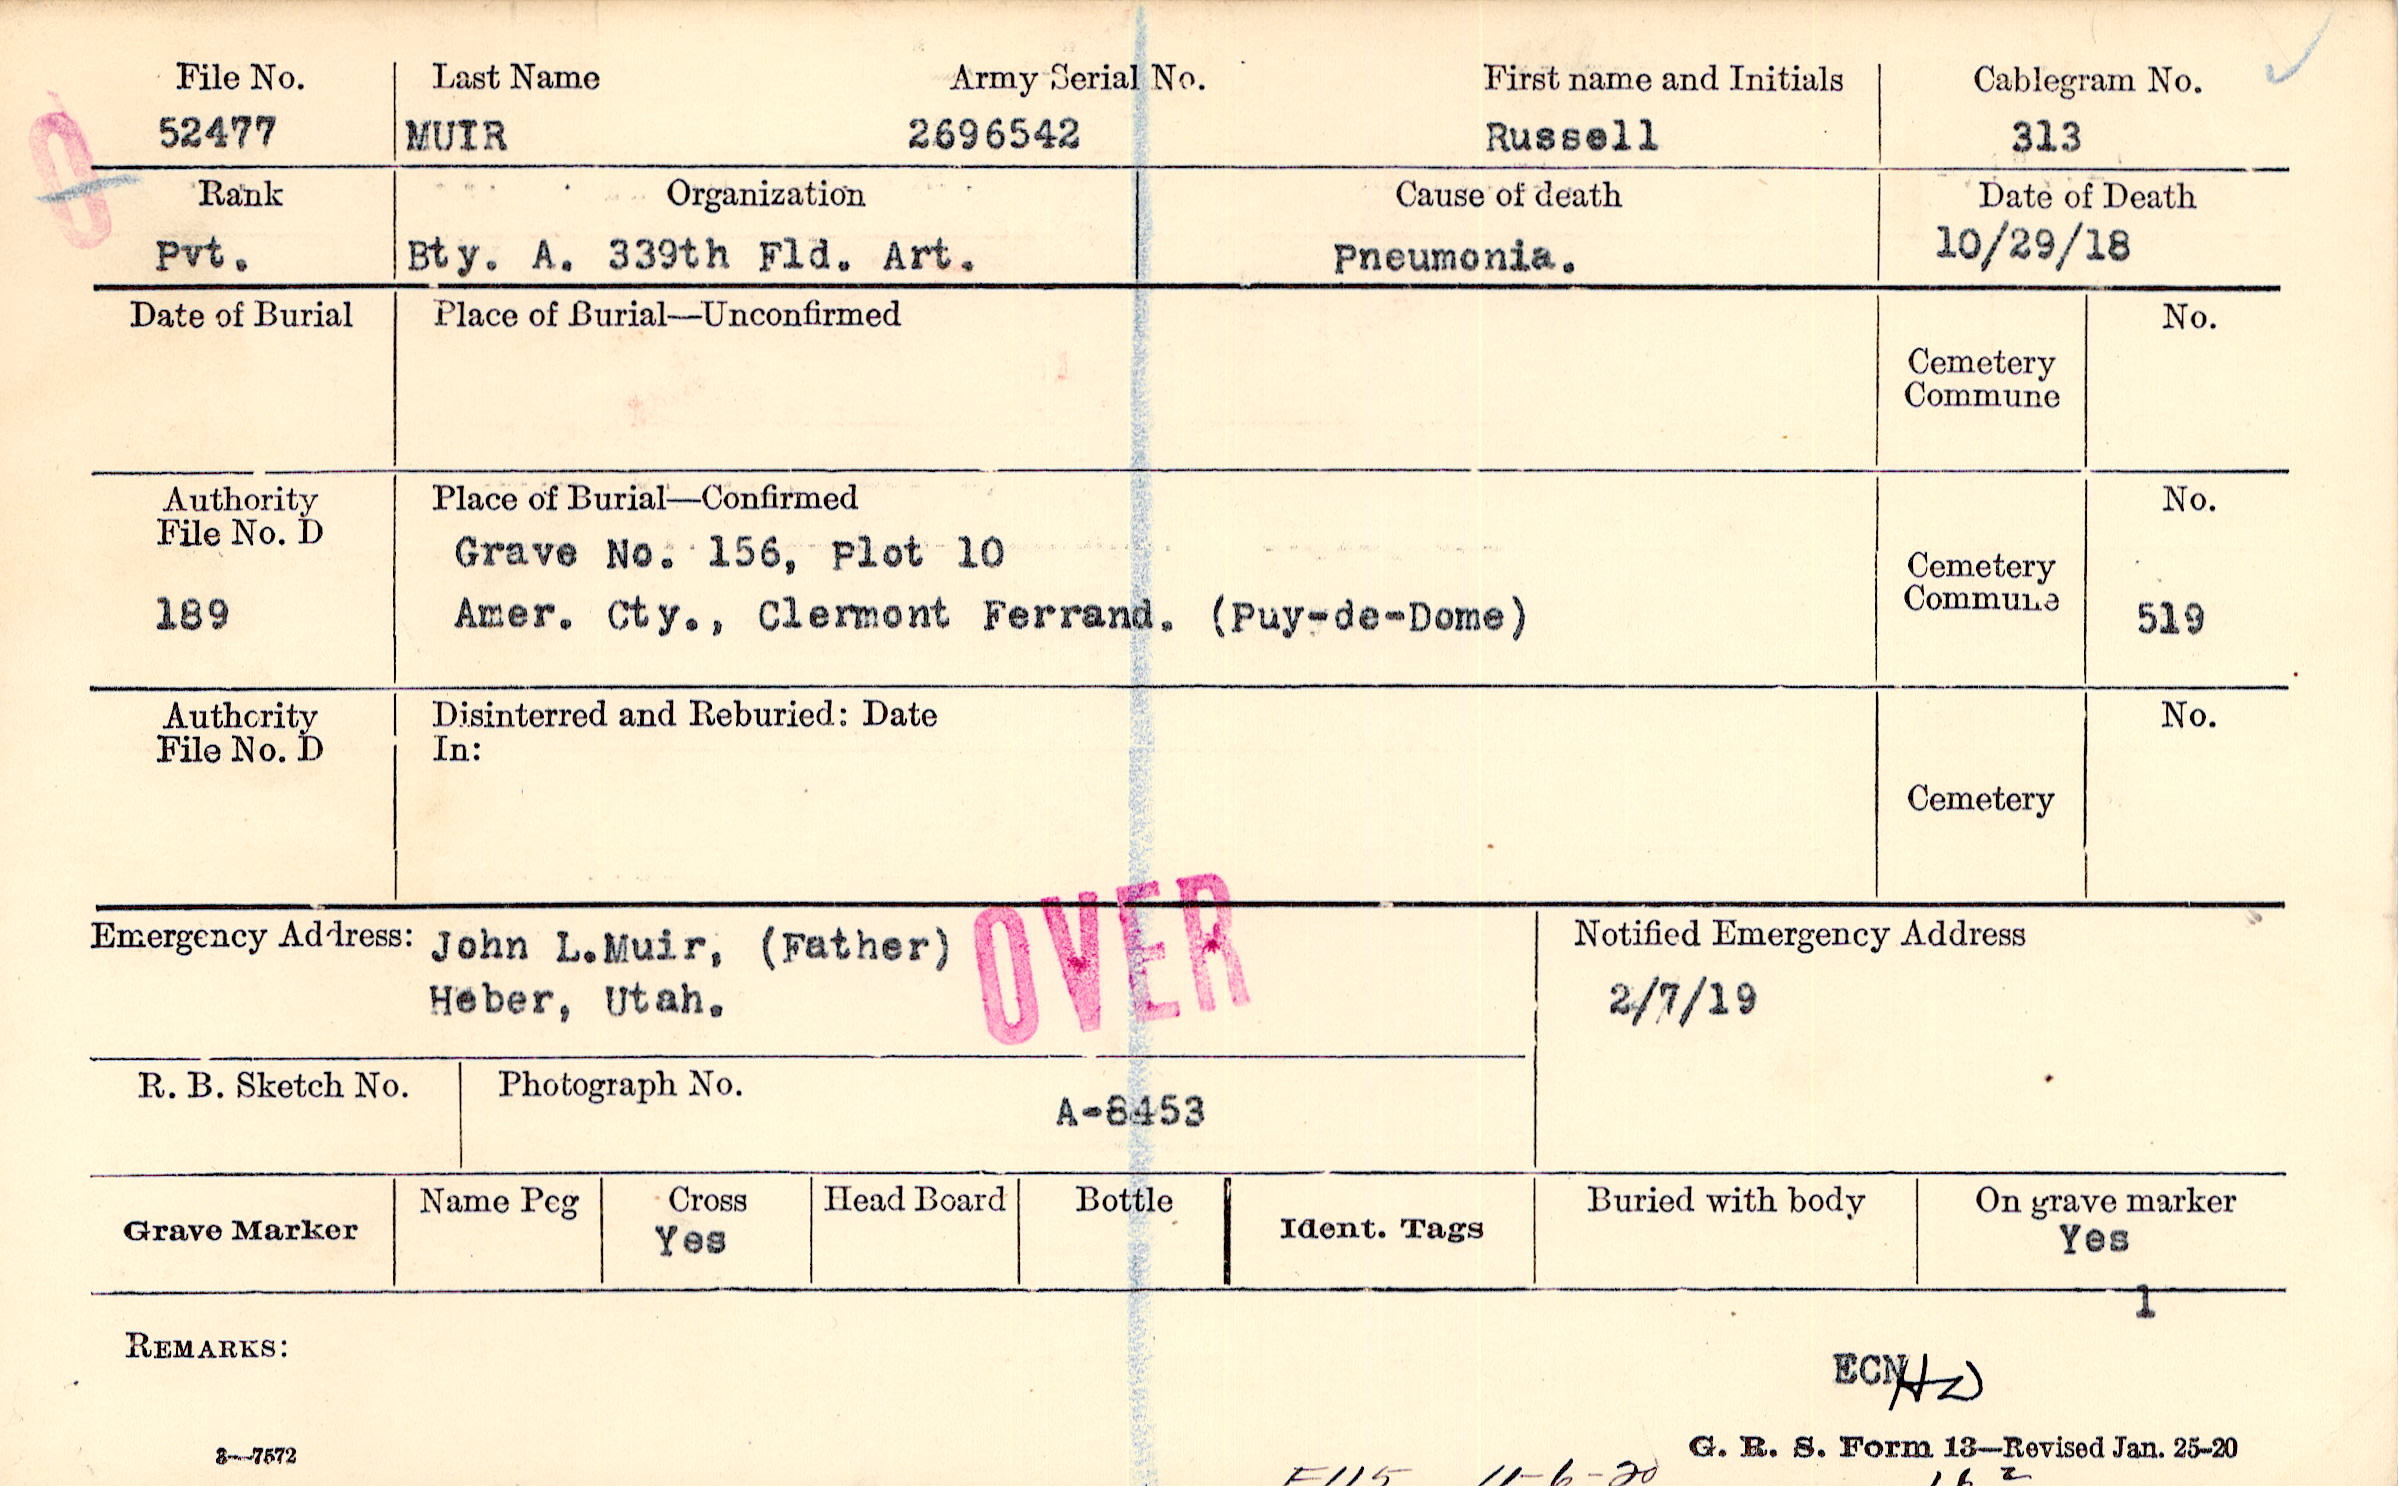 File No. Last Name Army Serial No. First name and Initials Cablegram No.
52477 MUIR 2696542 Russell 313
O
Rank Organization Cause of death Date of Death
Pvt. Bty. A. 339th Fld. Art. Pneumonia. 10/29/18
Date of Burial Place of Burial—Unconfirmed No.
Cemetery
Commune
Authority Place of Burial—Confirmed No.
File No. D
Grave No. 156, Plot 10
Cemetery
Commune
189 Amer. Cty., Clermont Ferrand. (Puy-de-Dome) 519
Authority Disinterred and Reburied: Date No.
File No. D In:
Cemetery
OVER
Emergency Address: John L.Muir, (Father) Notified Emergency Address
Heber, Utah. 2/7/19
R. B. Sketch No. Photograph No.
A-8453
Name Peg Cross Head Board Bottle Buried with body On grave marker
Grave Marker Yes Ident. Tags Yes
1
REMARKS:
ECN
3—7572 G. R. S. Form 13—Revised Jan. 25-20
11-6-20